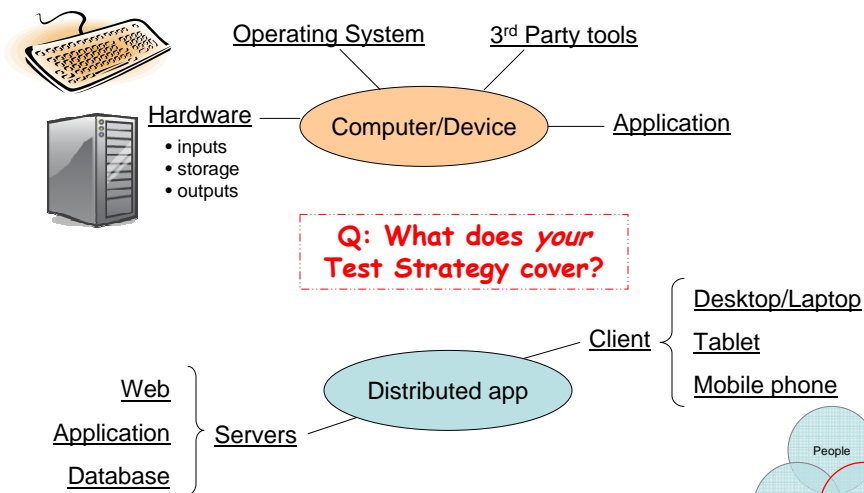 Operating System
3rd Party tools
Hardware
• inputs
• storage
• outputs
Computer/Device
Application
Q: What does your
Test Strategy cover?
Desktop/Laptop
Client
Tablet
Mobile phone
Distributed app
Web
Application
Servers
Database
People